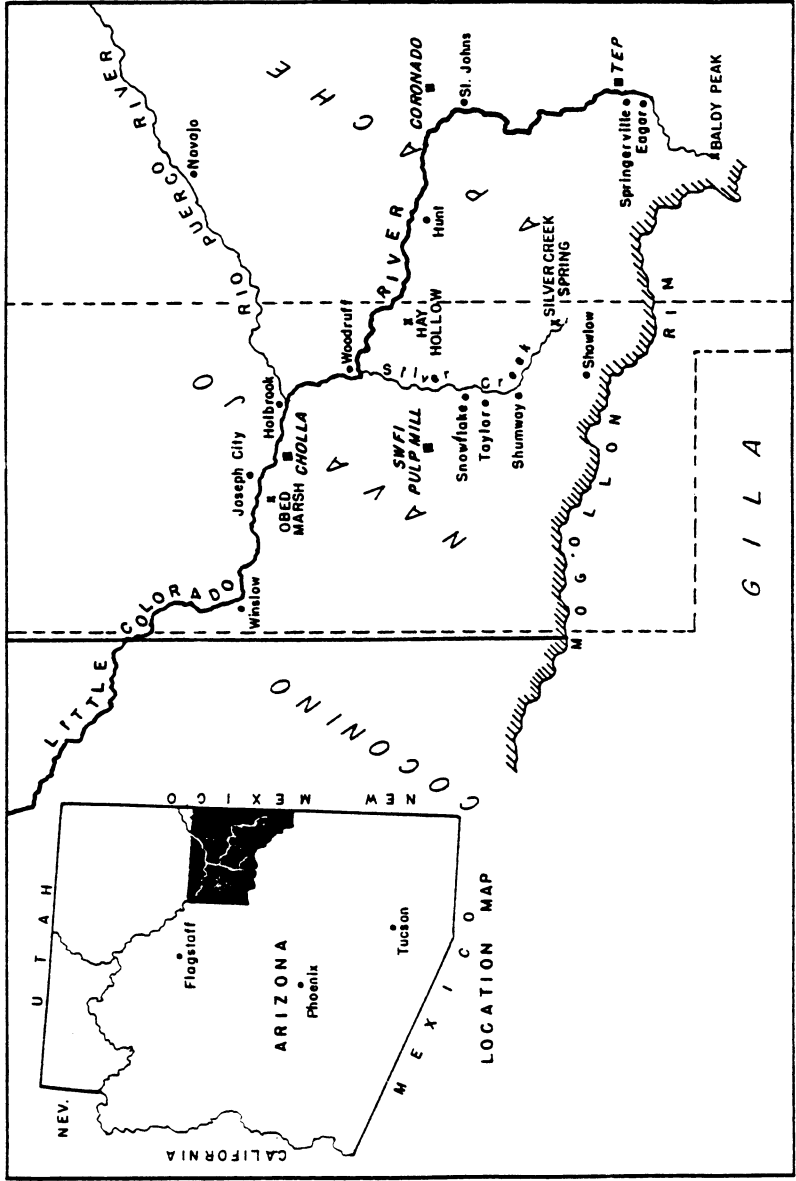 LITTLE COLORADO RIVER
RIO PUERCO RIVER
Navajo
COCONINO
NAVAJO
APACHE
GILA
Winslow
Joseph City
Holbrook
OBED
MARSH
CHOLLA
Woodruff
Hunt
HAY
HOLLOW
CORONADO
St. Johns
SWFI
PULP MILL
Silver Creek
Snowflake
Taylor
Shumway
SILVER CREEK
SPRING
Showlow
TEP
Springerville
Eagar
BALDY PEAK
MOGOLLON RIM
UTAH
NEV.
CALIFORNIA
NEW MEXICO
Flagstaff
ARIZONA
Phoenix
Tucson
MEXICO
LOCATION MAP